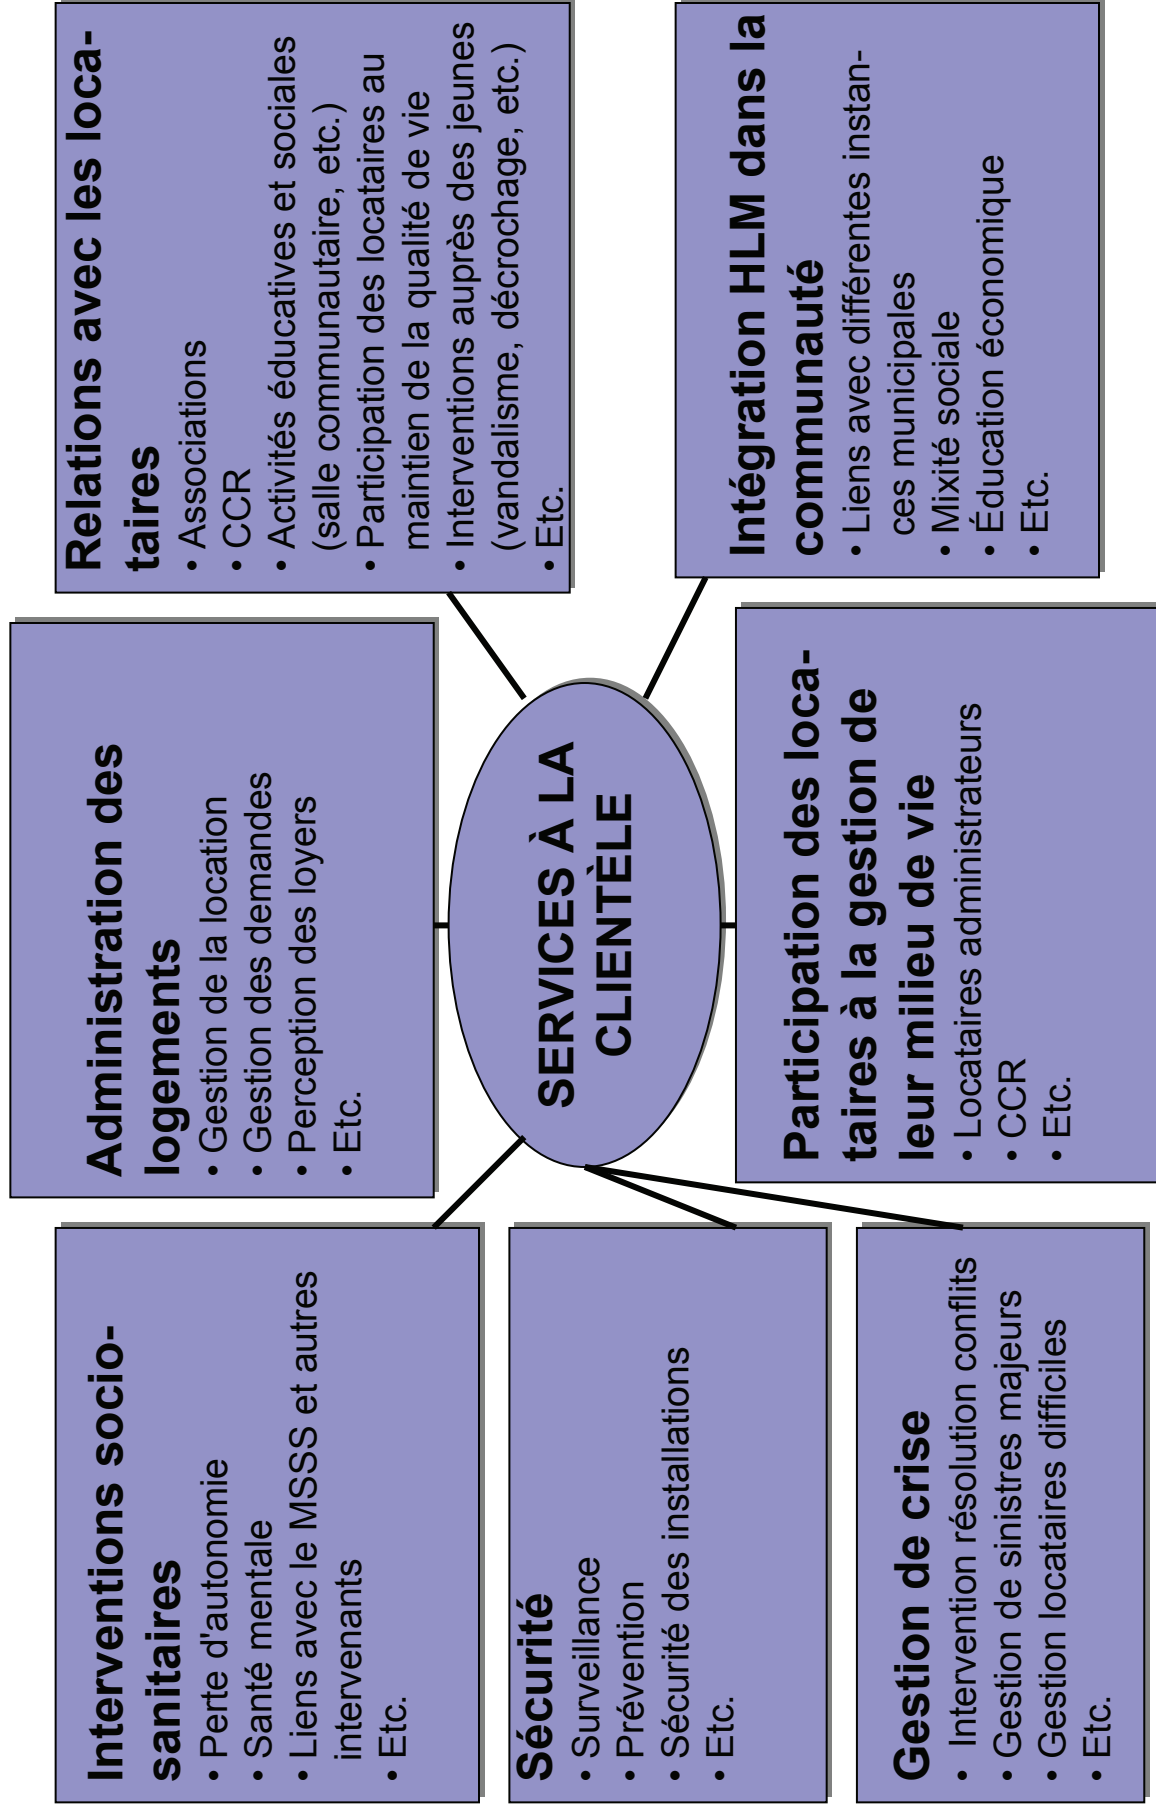 Interventions socio-
sanitaires
• Perte d'autonomie
• Santé mentale
• Liens avec le MSSS et autres
intervenants
• Etc.
Administration des
logements
• Gestion de la location
• Gestion des demandes
• Perception des loyers
• Etc.
Relations avec les loca-
taires
• Associations
• CCR
• Activités éducatives et sociales
(salle communautaire, etc.)
• Participation des locataires au
maintien de la qualité de vie
• Interventions auprès des jeunes
(vandalisme, décrochage, etc.)
• Etc.
Sécurité
• Surveillance
• Prévention
• Sécurité des installations
• Etc.
SERVICES À LA
CLIENTÈLE
Intégration HLM dans la
communauté
• Liens avec différentes instan-
ces municipales
• Mixité sociale
• Éducation économique
• Etc.
Gestion de crise
• Intervention résolution conflits
• Gestion de sinistres majeurs
• Gestion locataires difficiles
• Etc.
Participation des loca-
taires à la gestion de
leur milieu de vie
• Locataires administrateurs
• CCR
• Etc.